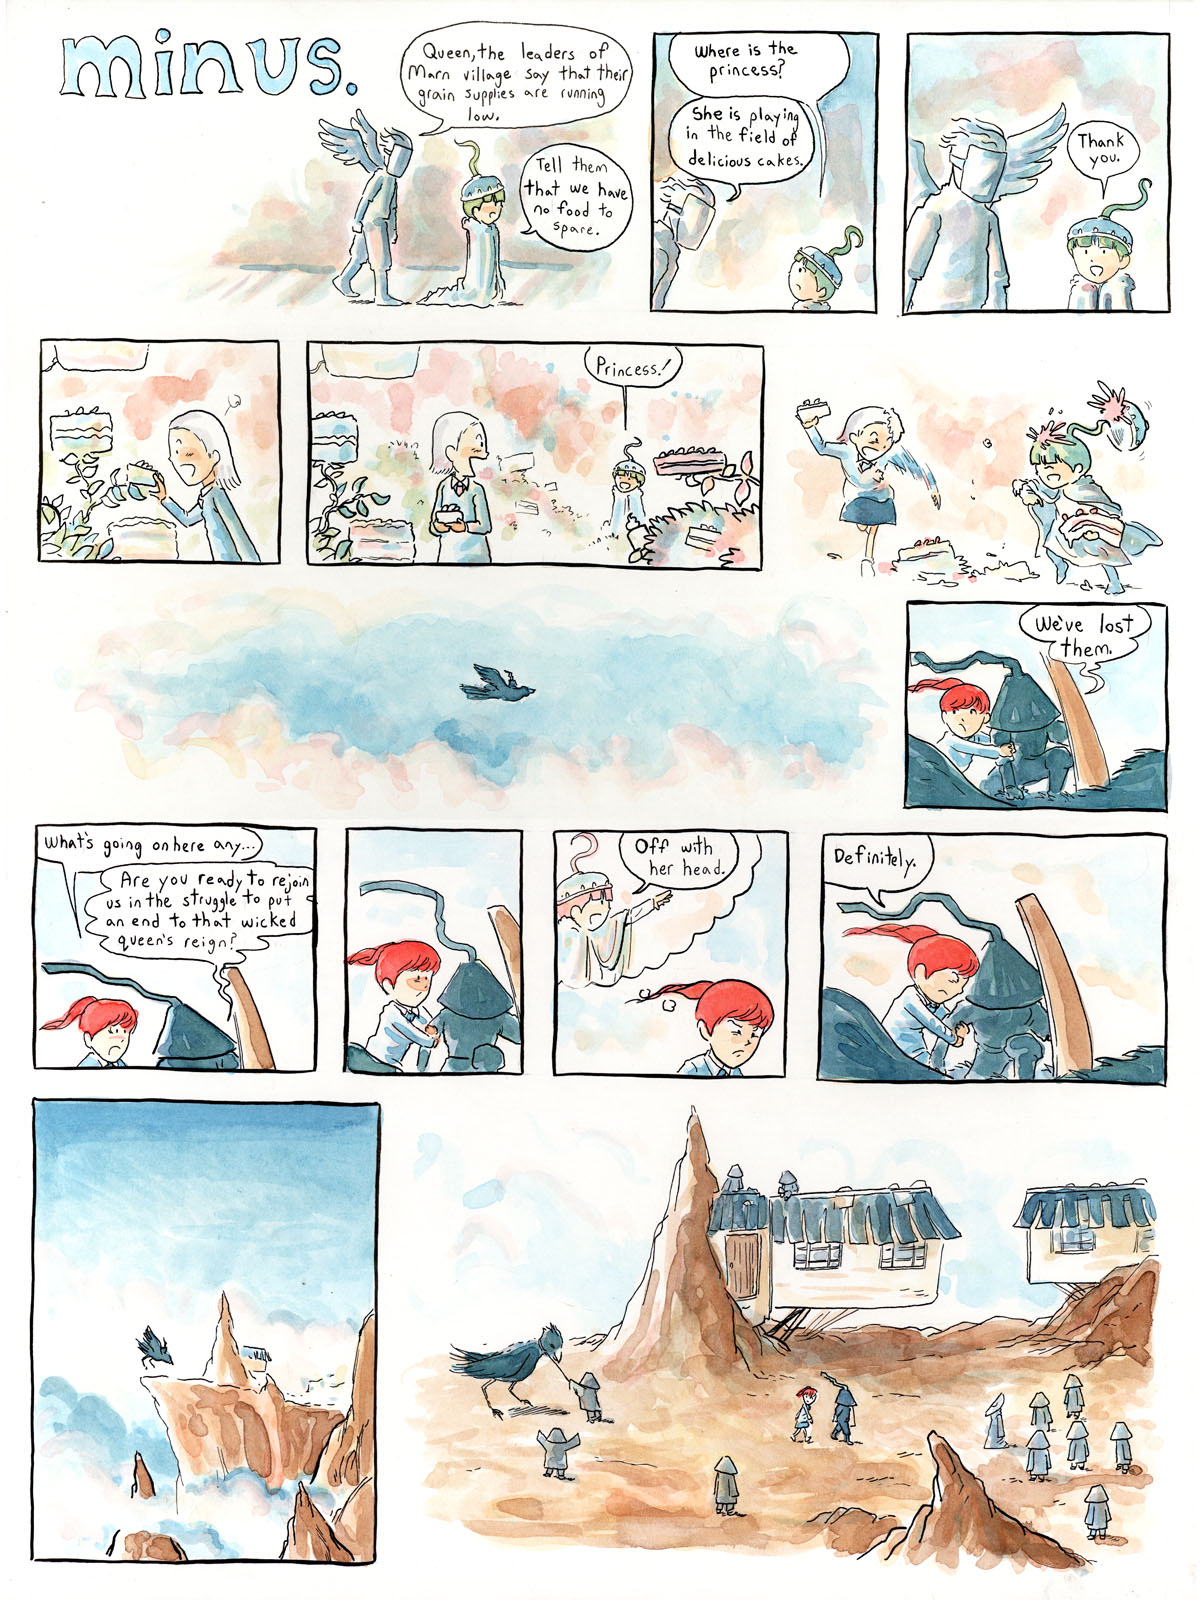 minus.
Queen, the leaders of
Marn village say that their
grain supplies are running
low.
Tell them
that we have
no food to
spare.
Where is the
princess?
She is playing
in the field of
delicious cakes.
Thank
you.
Princess!
We've lost
them.
What's going on here any...
Are you ready to rejoin
us in the struggle to put
an end to that wicked
queen's reign?
Off with
her head.
Definitely.